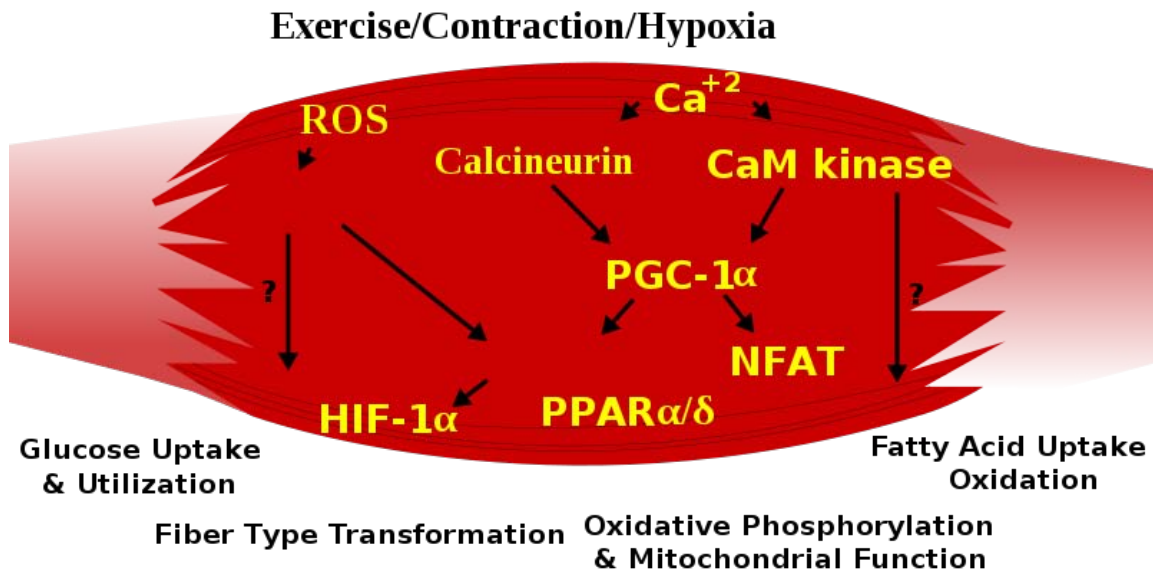 Exercise/Contraction/Hypoxia
Ca+2
ROS
Calcineurin
CaM kinase
PGC-1α
?
?
NFAT
HIF-1α
PPARα/δ
Glucose Uptake
& Utilization
Fatty Acid Uptake
Oxidation
Fiber Type Transformation
Oxidative Phosphorylation
& Mitochondrial Function